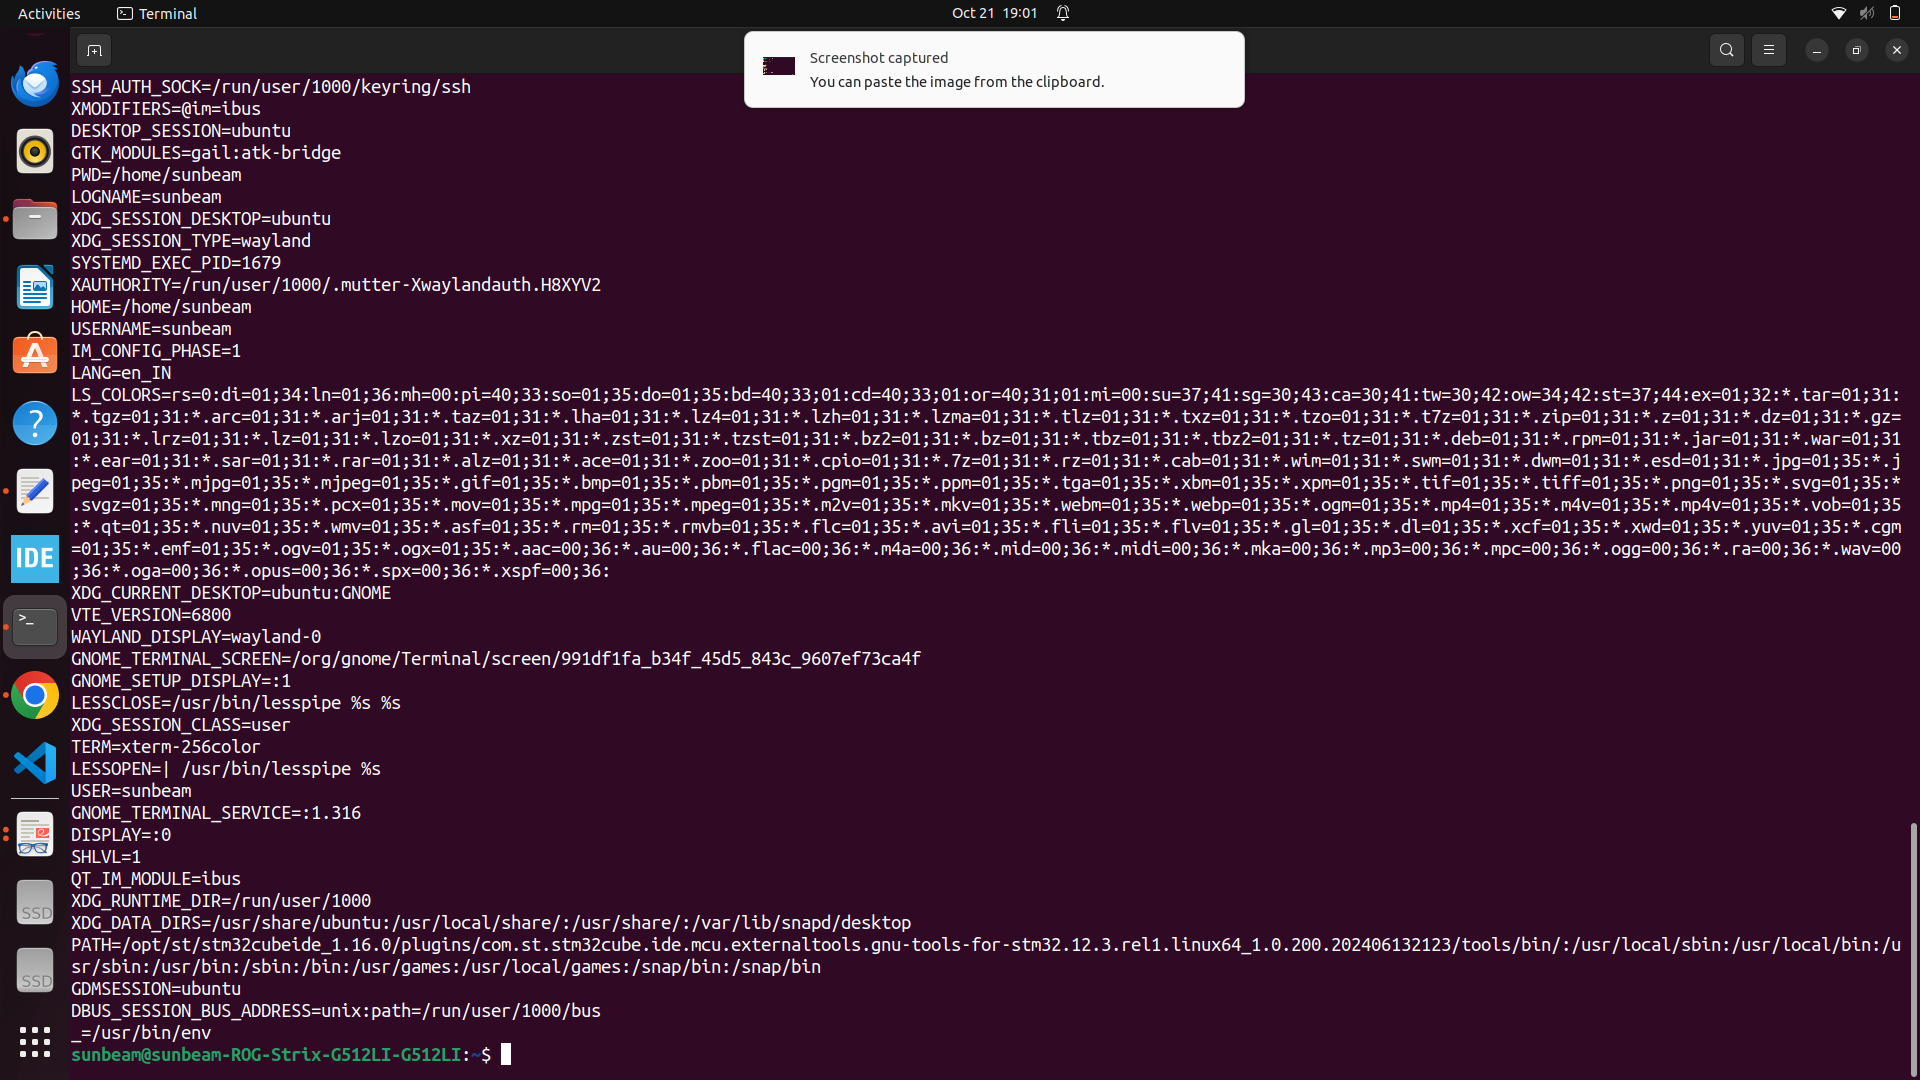 Activities
Terminal
Oct 21 19:01
Screenshot captured
You can paste the image from the clipboard.
SSH_AUTH_SOCK=/run/user/1000/keyring/ssh
XMODIFIERS=@im=ibus
DESKTOP_SESSION=ubuntu
GTK_MODULES=gail:atk-bridge
PWD=/home/sunbeam
LOGNAME=sunbeam
XDG_SESSION_DESKTOP=ubuntu
XDG_SESSION_TYPE=wayland
SYSTEMD_EXEC_PID=1679
XAUTHORITY=/run/user/1000/.mutter-Xwaylandauth.H8XYV2
HOME=/home/sunbeam
USERNAME=sunbeam
IM_CONFIG_PHASE=1
LANG=en_IN
LS_COLORS=rs=0:di=01;34:ln=01;36:mh=00:pi=40;33:so=01;35:do=01;35:bd=40;33;01:cd=40;33;01:or=40;31;01:mi=00:su=37;41:sg=30;43:ca=30;41:tw=30;42:ow=34;42:st=37;44:ex=01;32:*.tar=01;31:
*.tgz=01;31:*.arc=01;31:*.arj=01;31:*.taz=01;31:*.lha=01;31:*.lz4=01;31:*.lzh=01;31:*.lzma=01;31:*.tlz=01;31:*.txz=01;31:*.tzo=01;31:*.t7z=01;31:*.zip=01;31:*.z=01;31:*.dz=01;31:*.gz=
01;31:*.lrz=01;31:*.lz=01;31:*.lzo=01;31:*.xz=01;31:*.zst=01;31:*.tzst=01;31:*.bz2=01;31:*.bz=01;31:*.tbz=01;31:*.tbz2=01;31:*.tz=01;31:*.deb=01;31:*.rpm=01;31:*.jar=01;31:*.war=01;31
:*.ear=01;31:*.sar=01;31:*.rar=01;31:*.alz=01;31:*.ace=01;31:*.zoo=01;31:*.cpio=01;31:*.7z=01;31:*.rz=01;31:*.cab=01;31:*.wim=01;31:*.swm=01;31:*.dwm=01;31:*.esd=01;31:*.jpg=01;35:*.j
peg=01;35:*.mjpg=01;35:*.mjpeg=01;35:*.gif=01;35:*.bmp=01;35:*.pbm=01;35:*.pgm=01;35:*.ppm=01;35:*.tga=01;35:*.xbm=01;35:*.xpm=01;35:*.tif=01;35:*.tiff=01;35:*.png=01;35:*.svg=01;35:*
.svgz=01;35:*.mng=01;35:*.pcx=01;35:*.mov=01;35:*.mpg=01;35:*.mpeg=01;35:*.m2v=01;35:*.mkv=01;35:*.webm=01;35:*.webp=01;35:*.ogm=01;35:*.mp4=01;35:*.m4v=01;35:*.mp4v=01;35:*.vob=01;35
:*.qt=01;35:*.nuv=01;35:*.wmv=01;35:*.asf=01;35:*.rm=01;35:*.rmvb=01;35:*.flc=01;35:*.avi=01;35:*.fli=01;35:*.flv=01;35:*.gl=01;35:*.dl=01;35:*.xcf=01;35:*.xwd=01;35:*.yuv=01;35:*.cgm
=01;35:*.emf=01;35:*.ogv=01;35:*.ogx=01;35:*.aac=00;36:*.au=00;36:*.flac=00;36:*.m4a=00;36:*.mid=00;36:*.midi=00;36:*.mka=00;36:*.mp3=00;36:*.mpc=00;36:*.ogg=00;36:*.ra=00;36:*.wav=00
;36:*.oga=00;36:*.opus=00;36:*.spx=00;36:*.xspf=00;36:
XDG_CURRENT_DESKTOP=ubuntu:GNOME
VTE_VERSION=6800
WAYLAND_DISPLAY=wayland-0
GNOME_TERMINAL_SCREEN=/org/gnome/Terminal/screen/991df1fa_b34f_45d5_843c_9607ef73ca4f
GNOME_SETUP_DISPLAY=:1
LESSCLOSE=/usr/bin/lesspipe %s %s
XDG_SESSION_CLASS=user
TERM=xterm-256color
LESSOPEN=| /usr/bin/lesspipe %s
USER=sunbeam
GNOME_TERMINAL_SERVICE=:1.316
DISPLAY=:0
SHLVL=1
QT_IM_MODULE=ibus
XDG_RUNTIME_DIR=/run/user/1000
XDG_DATA_DIRS=/usr/share/ubuntu:/usr/local/share/:/usr/share/:/var/lib/snapd/desktop
PATH=/opt/st/stm32cubeide_1.16.0/plugins/com.st.stm32cube.ide.mcu.externaltools.gnu-tools-for-stm32.12.3.rel1.linux64_1.0.200.202406132123/tools/bin/:/usr/local/sbin:/usr/local/bin:/u
sr/sbin:/usr/bin:/sbin:/bin:/usr/games:/usr/local/games:/snap/bin:/snap/bin
GDMSESSION=ubuntu
DBUS_SESSION_BUS_ADDRESS=unix:path=/run/user/1000/bus
_=/usr/bin/env
sunbeam@sunbeam-ROG-Strix-G512LI-G512LI:~$
IDE
SSD
SSD